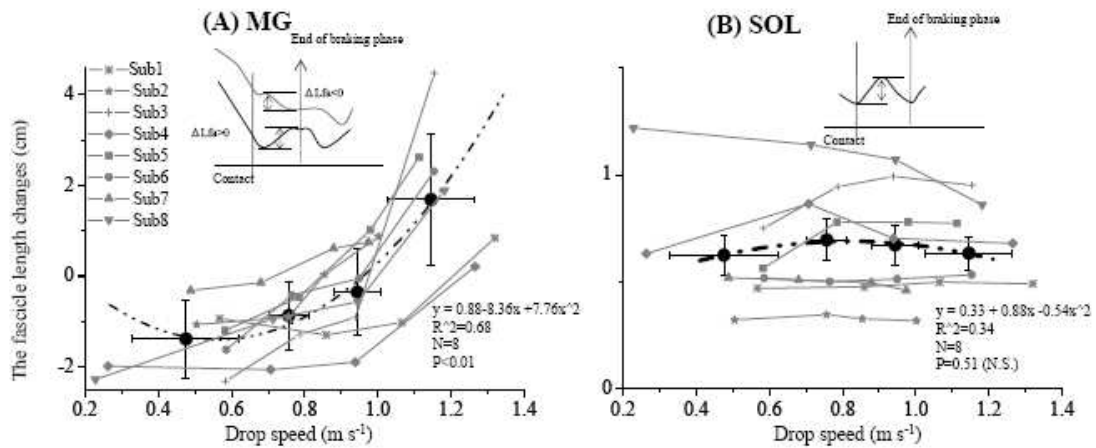 (A) MG
End of braking phase
Δ Lfa<0
Δ Lfa>0
Contact
Sub1
Sub2
Sub3
Sub4
Sub5
Sub6
Sub7
Sub8
The fascicle length changes (cm)
4
2
0
-2
y = 0.88-8.36x +7.76x^2
R^2=0.68
N=8
P<0.01
0.2 0.4 0.6 0.8 1.0 1.2 1.4
Drop speed (m s-1)
(B) SOL
End of braking phase
Contact
1
0
y = 0.33 + 0.88x -0.54x^2
R^2=0.34
N=8
P=0.51 (N.S.)
0.2 0.4 0.6 0.8 1.0 1.2 1.4
Drop speed (m s-1)